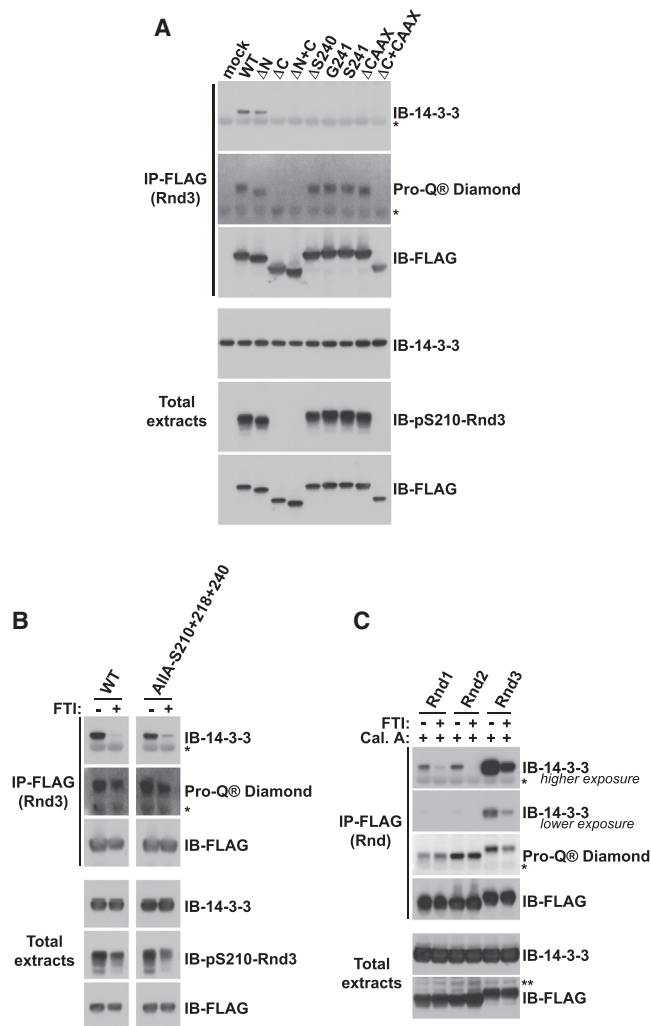 A
mock
WT
ΔN
ΔC
ΔN+C
ΔS240
G241
S241
ΔCAAX
ΔC+CAAX
IP-FLAG
(Rnd3)
IB-14-3-3
*
Pro-Q® Diamond
*
IB-FLAG
Total
extracts
IB-14-3-3
IB-pS210-Rnd3
IB-FLAG
B
WT
AllA-S210+218+240
FTI: - + - +
IP-FLAG
(Rnd3)
IB-14-3-3
*
Pro-Q® Diamond
*
IB-FLAG
Total
extracts
IB-14-3-3
IB-pS210-Rnd3
IB-FLAG
C
Rnd1
Rnd2
Rnd3
FTI: - + - + - +
Cal. A: + + + + + +
IP-FLAG
(Rnd)
IB-14-3-3
* higher exposure
IB-14-3-3
lower exposure
Pro-Q® Diamond
*
IB-FLAG
Total
extracts
IB-14-3-3
**
IB-FLAG